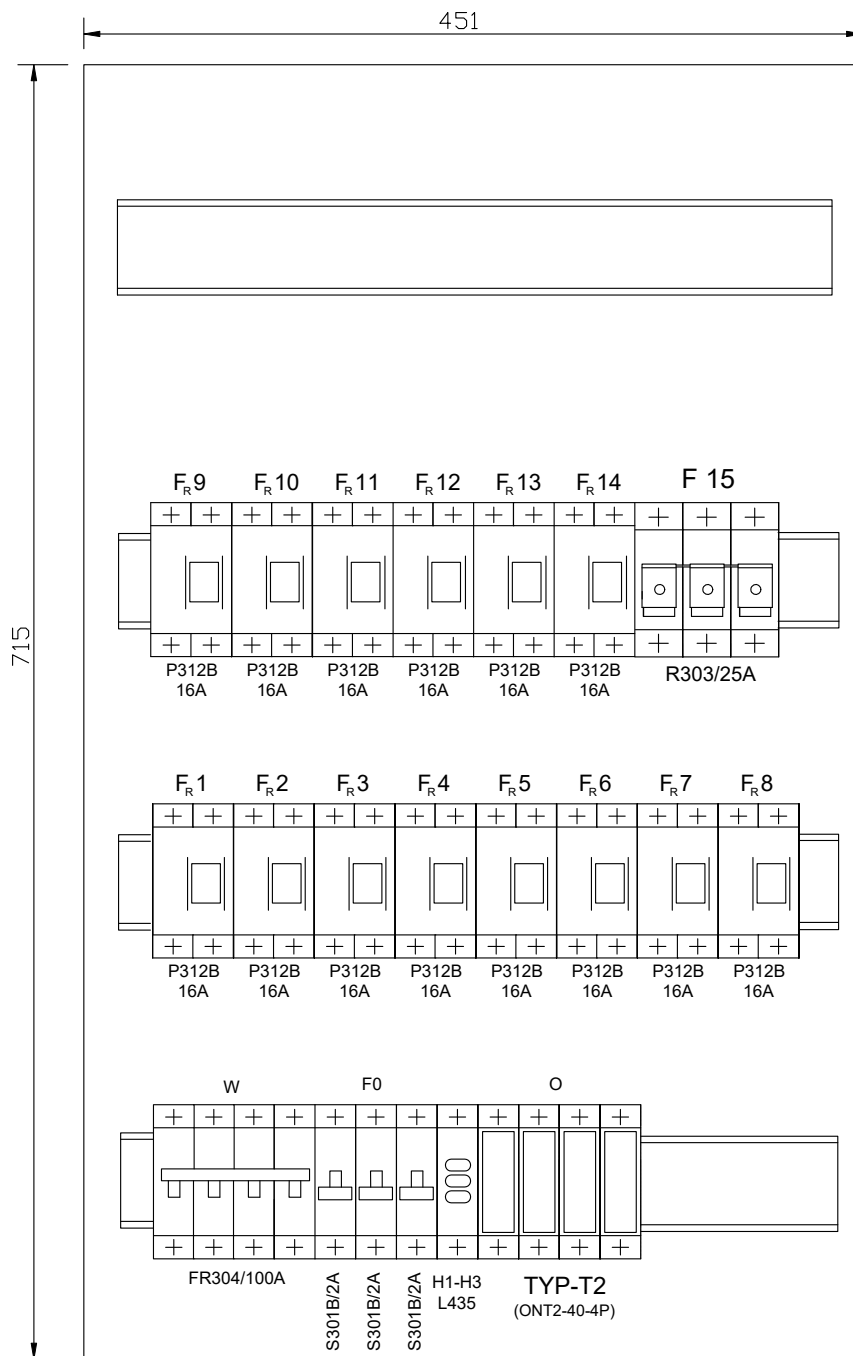 451
715
FR9 FR10 FR11 FR12 FR13 FR14 F 15
P312B P312B P312B P312B P312B P312B R303/25A
16A 16A 16A 16A 16A 16A
FR1 FR2 FR3 FR4 FR5 FR6 FR7 FR8
P312B P312B P312B P312B P312B P312B P312B P312B
16A 16A 16A 16A 16A 16A 16A 16A
W F0 O
FR304/100A
S301B/2A
S301B/2A
S301B/2A
H1-H3
L435
TYP-T2
(ONT2-40-4P)